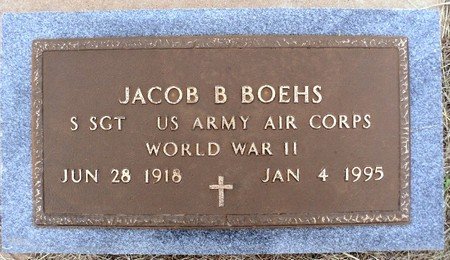 JACOB B BOEHS
S SGT US ARMY AIR CORPS
WORLD WAR II
JUN 28 1918 JAN 4 1995